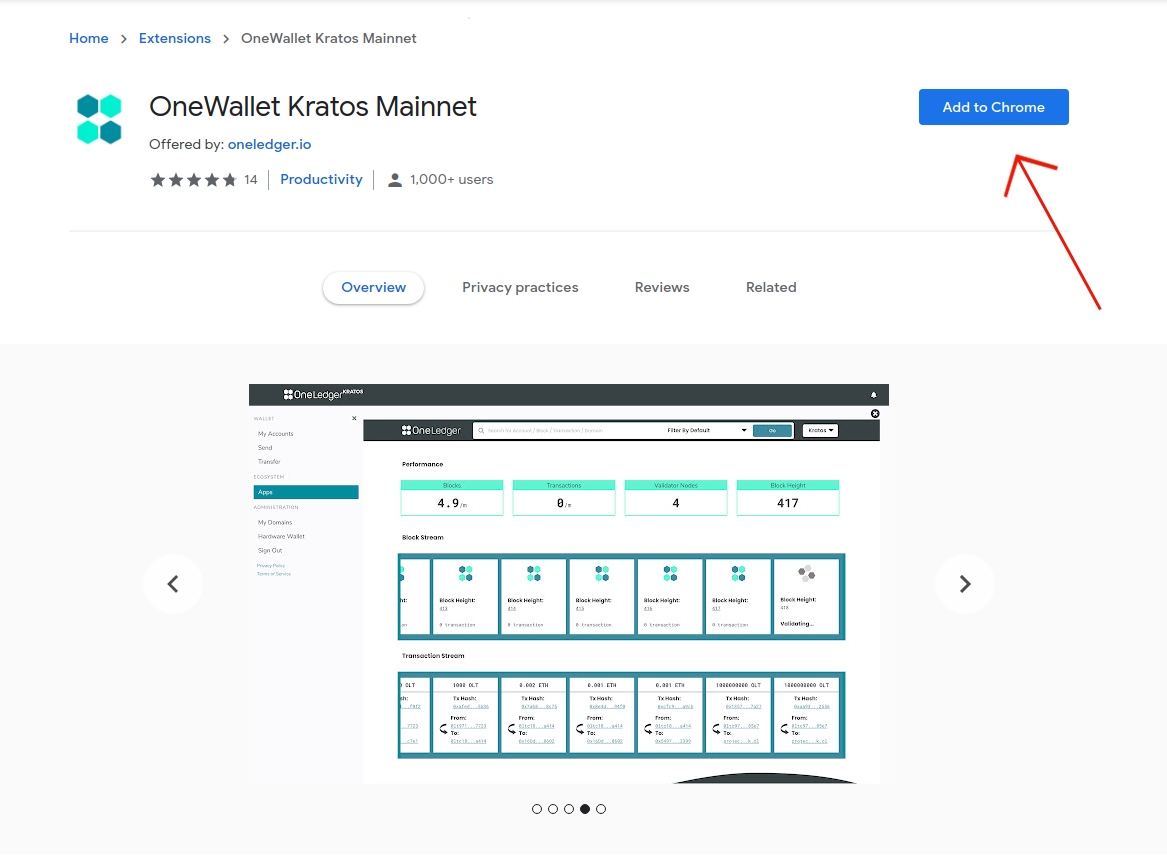 Home > Extensions > OneWallet Kratos Mainnet
OneWallet Kratos Mainnet
Add to Chrome
Offered by: oneledger.io
14 Productivity 1,000+ users
Overview Privacy practices Reviews Related
OneLedger KRATOS
WALLET
My Accounts
Send
Transfer
ECOSYSTEM
Apps
ADMINISTRATION
My Domains
Hardware Wallet
Sign Out
Privacy Policy
Terms of Service
OneLedger Search for Account / Block / Transaction / Domain Filter By Default Go Kratos
Performance
Blocks Transactions Validator Nodes Block Height
4.9/m 0/m 4 417
Block Stream
Block Height: Block Height: Block Height: Block Height: Block Height: Block Height:
413 414 415 416 417 418
0 transaction 0 transaction 0 transaction 0 transaction 0 transaction Validating...
Transaction Stream
OLT 1000 OLT 0.002 ETH 0.001 ETH 0.001 ETH 1000000000 OLT 1000000000 OLT
Tx Hash: Tx Hash: Tx Hash: Tx Hash: Tx Hash: Tx Hash:
From: From: From: From: From: From:
To: To: To: To: To: To: